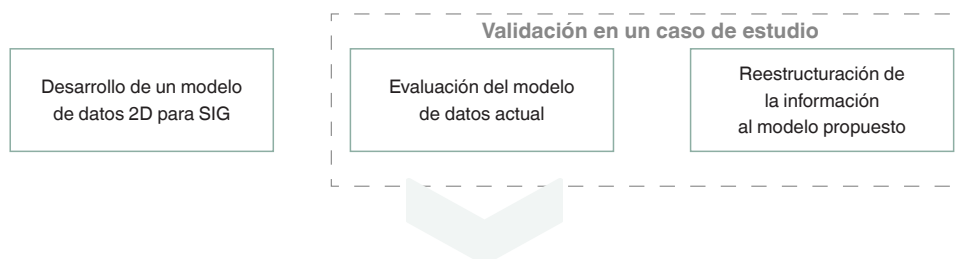 Validación en un caso de estudio
Desarrollo de un modelo
de datos 2D para SIG
Evaluación del modelo
de datos actual
Reestructuración de
la información
al modelo propuesto